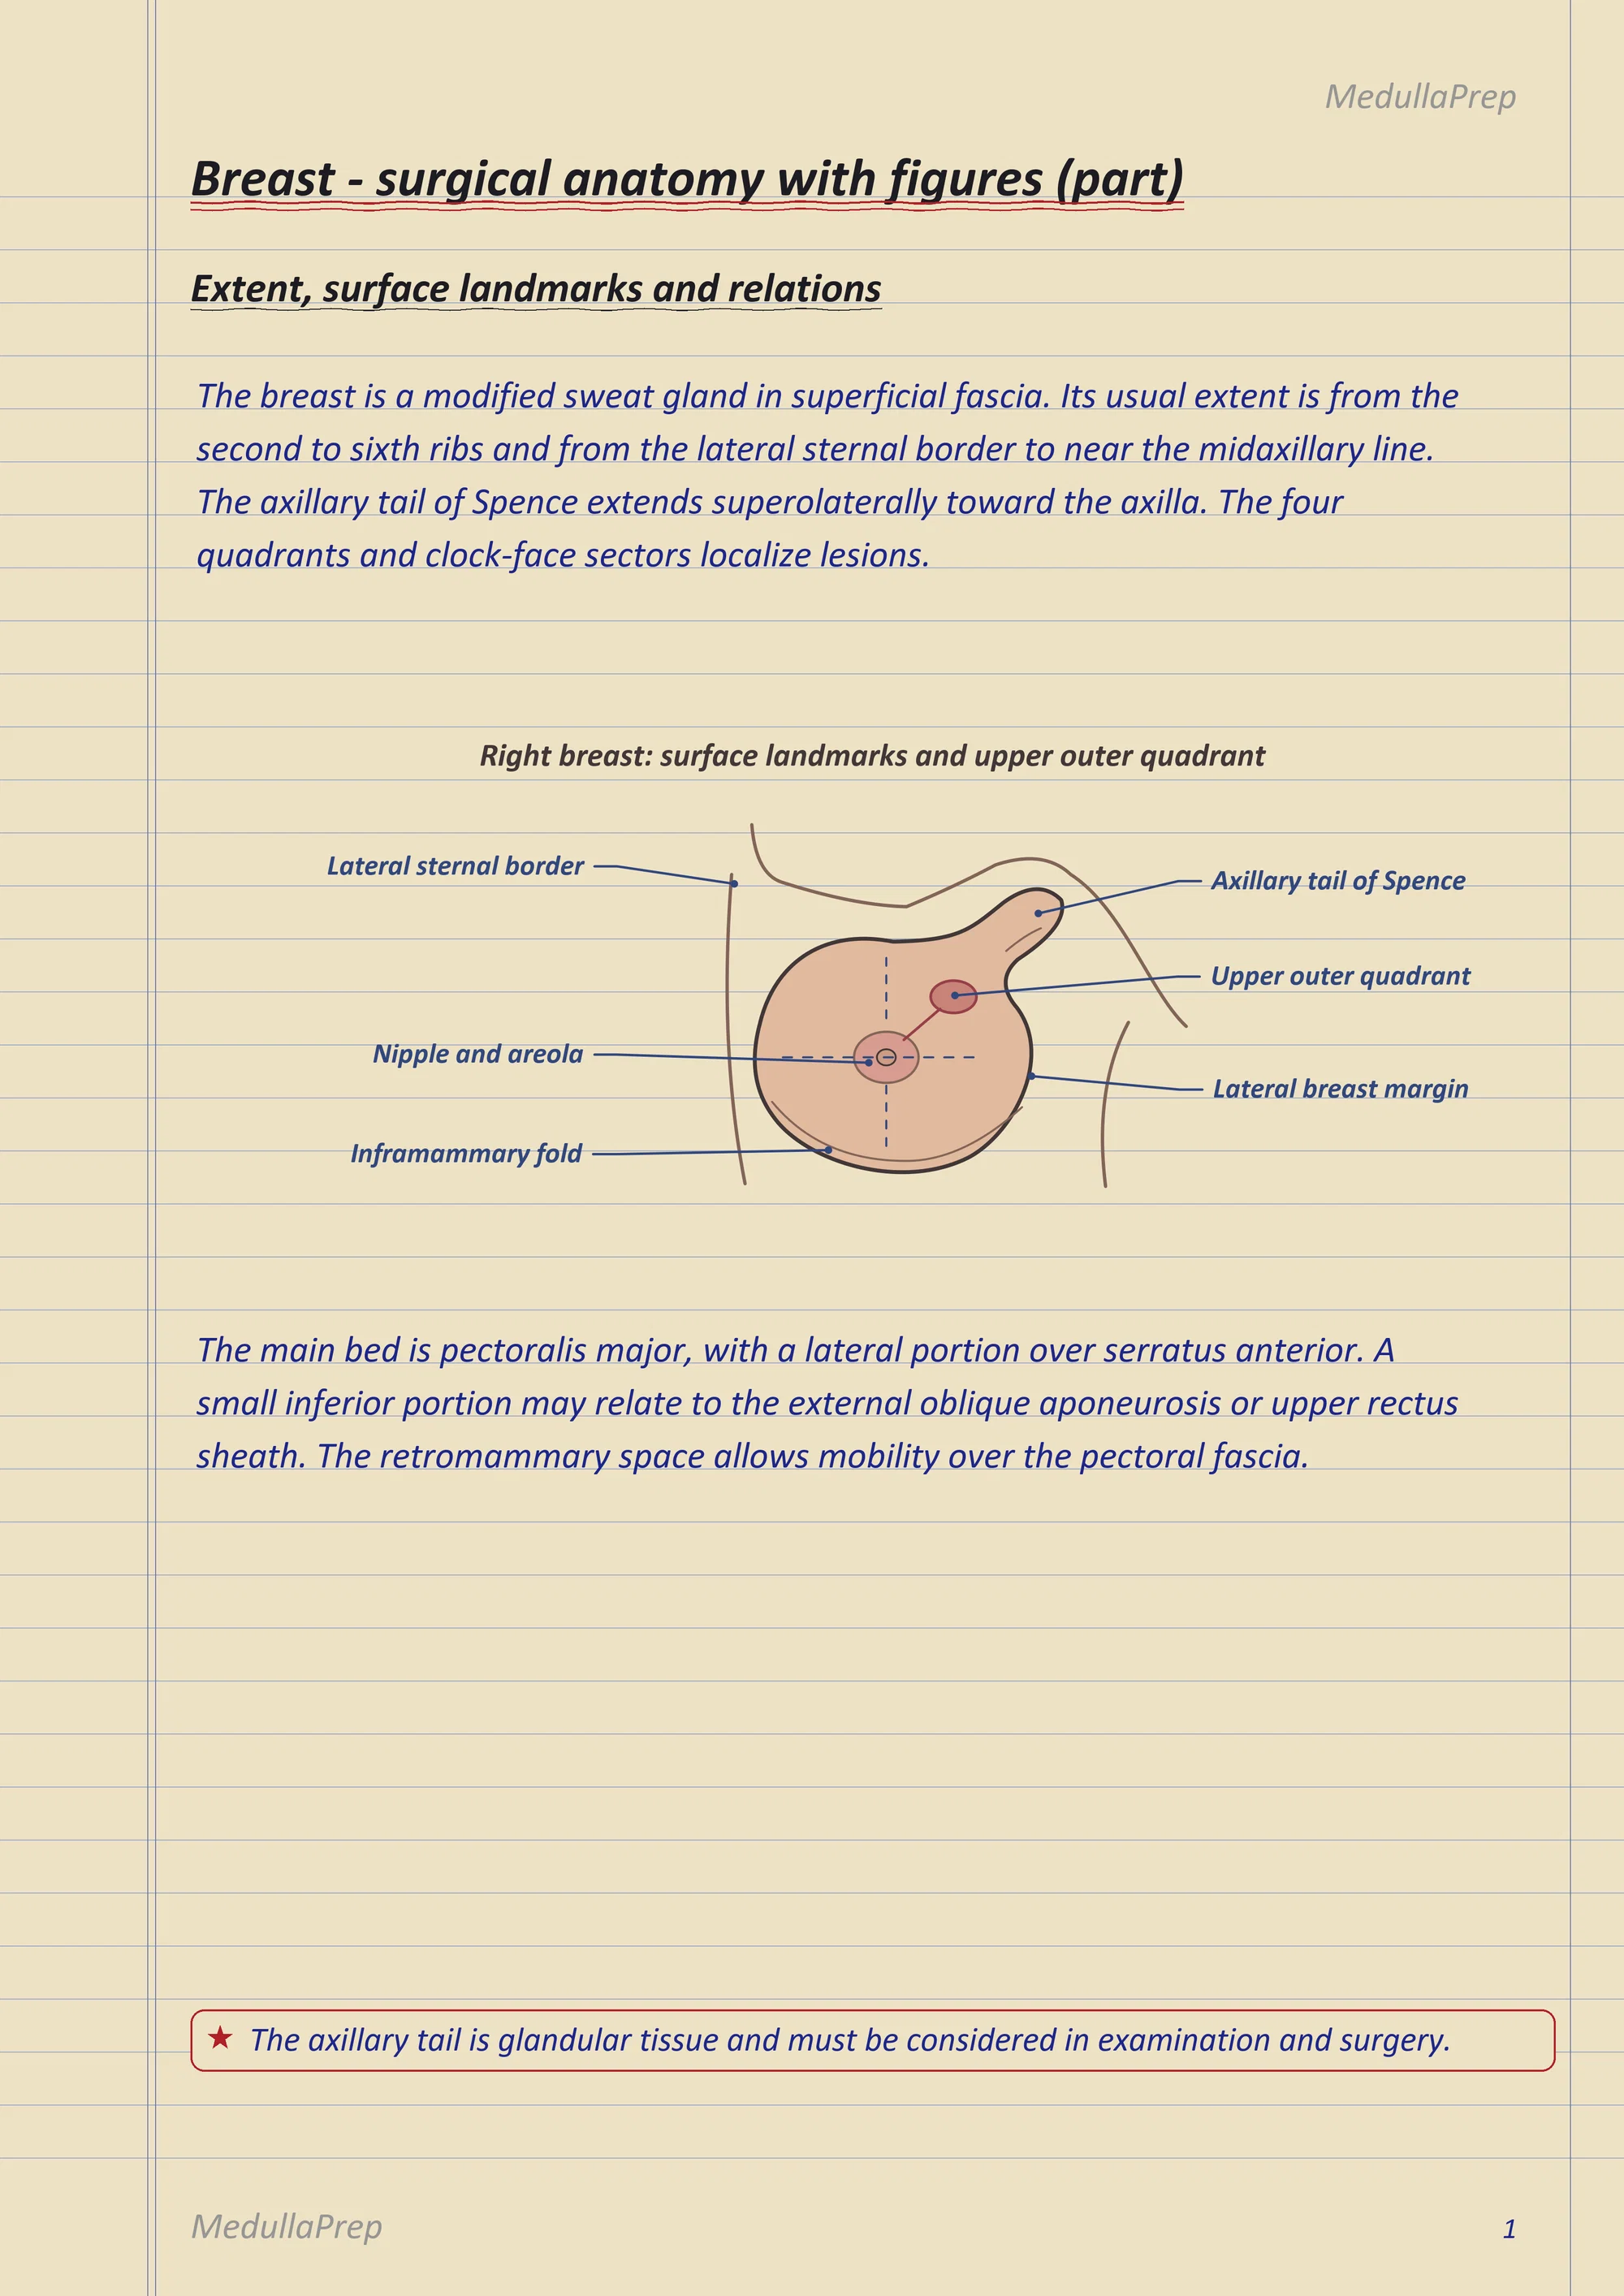 MedullaPrep
Breast - surgical anatomy with figures (part)
Extent, surface landmarks and relations
The breast is a modified sweat gland in superficial fascia. Its usual extent is from the
second to sixth ribs and from the lateral sternal border to near the midaxillary line.
The axillary tail of Spence extends superolaterally toward the axilla. The four
quadrants and clock-face sectors localize lesions.
Right breast: surface landmarks and upper outer quadrant
Lateral sternal border
Axillary tail of Spence
Upper outer quadrant
Nipple and areola
Lateral breast margin
Inframammary fold
The main bed is pectoralis major, with a lateral portion over serratus anterior. A
small inferior portion may relate to the external oblique aponeurosis or upper rectus
sheath. The retromammary space allows mobility over the pectoral fascia.
★ The axillary tail is glandular tissue and must be considered in examination and surgery.
MedullaPrep
1